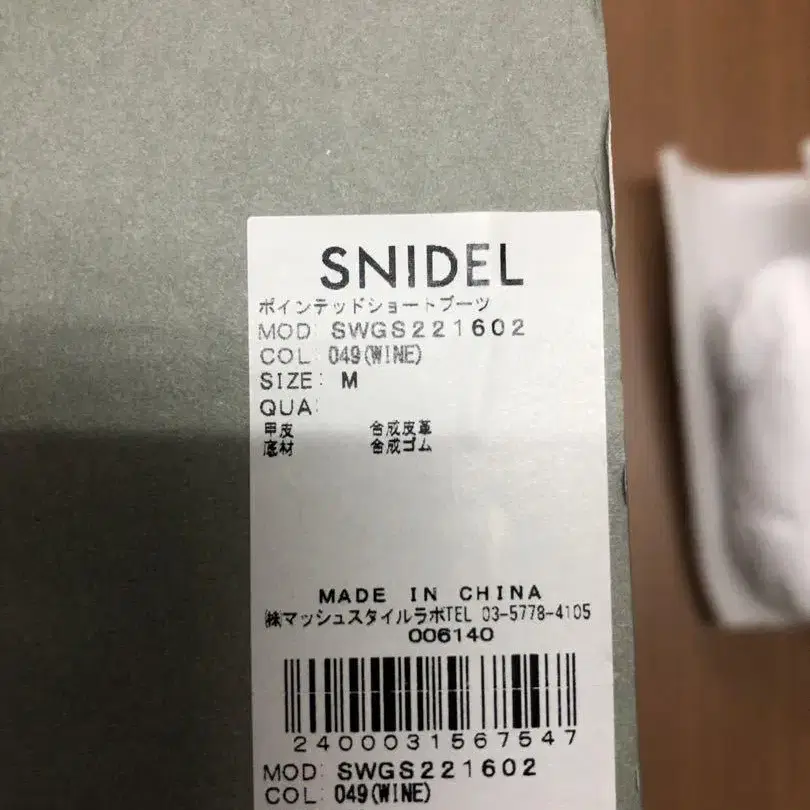 SNIDEL
ポインテッドショートブーツ
MOD: SWGS221602
COL: 049(WINE)
SIZE: M
QUA:
甲皮 合成皮革
底材 合成ゴム
MADE IN CHINA
㈱マッシュスタイルラボTEL 03-5778-4105
006140
2400031567547
MOD: SWGS221602
COL: 049(WINE)